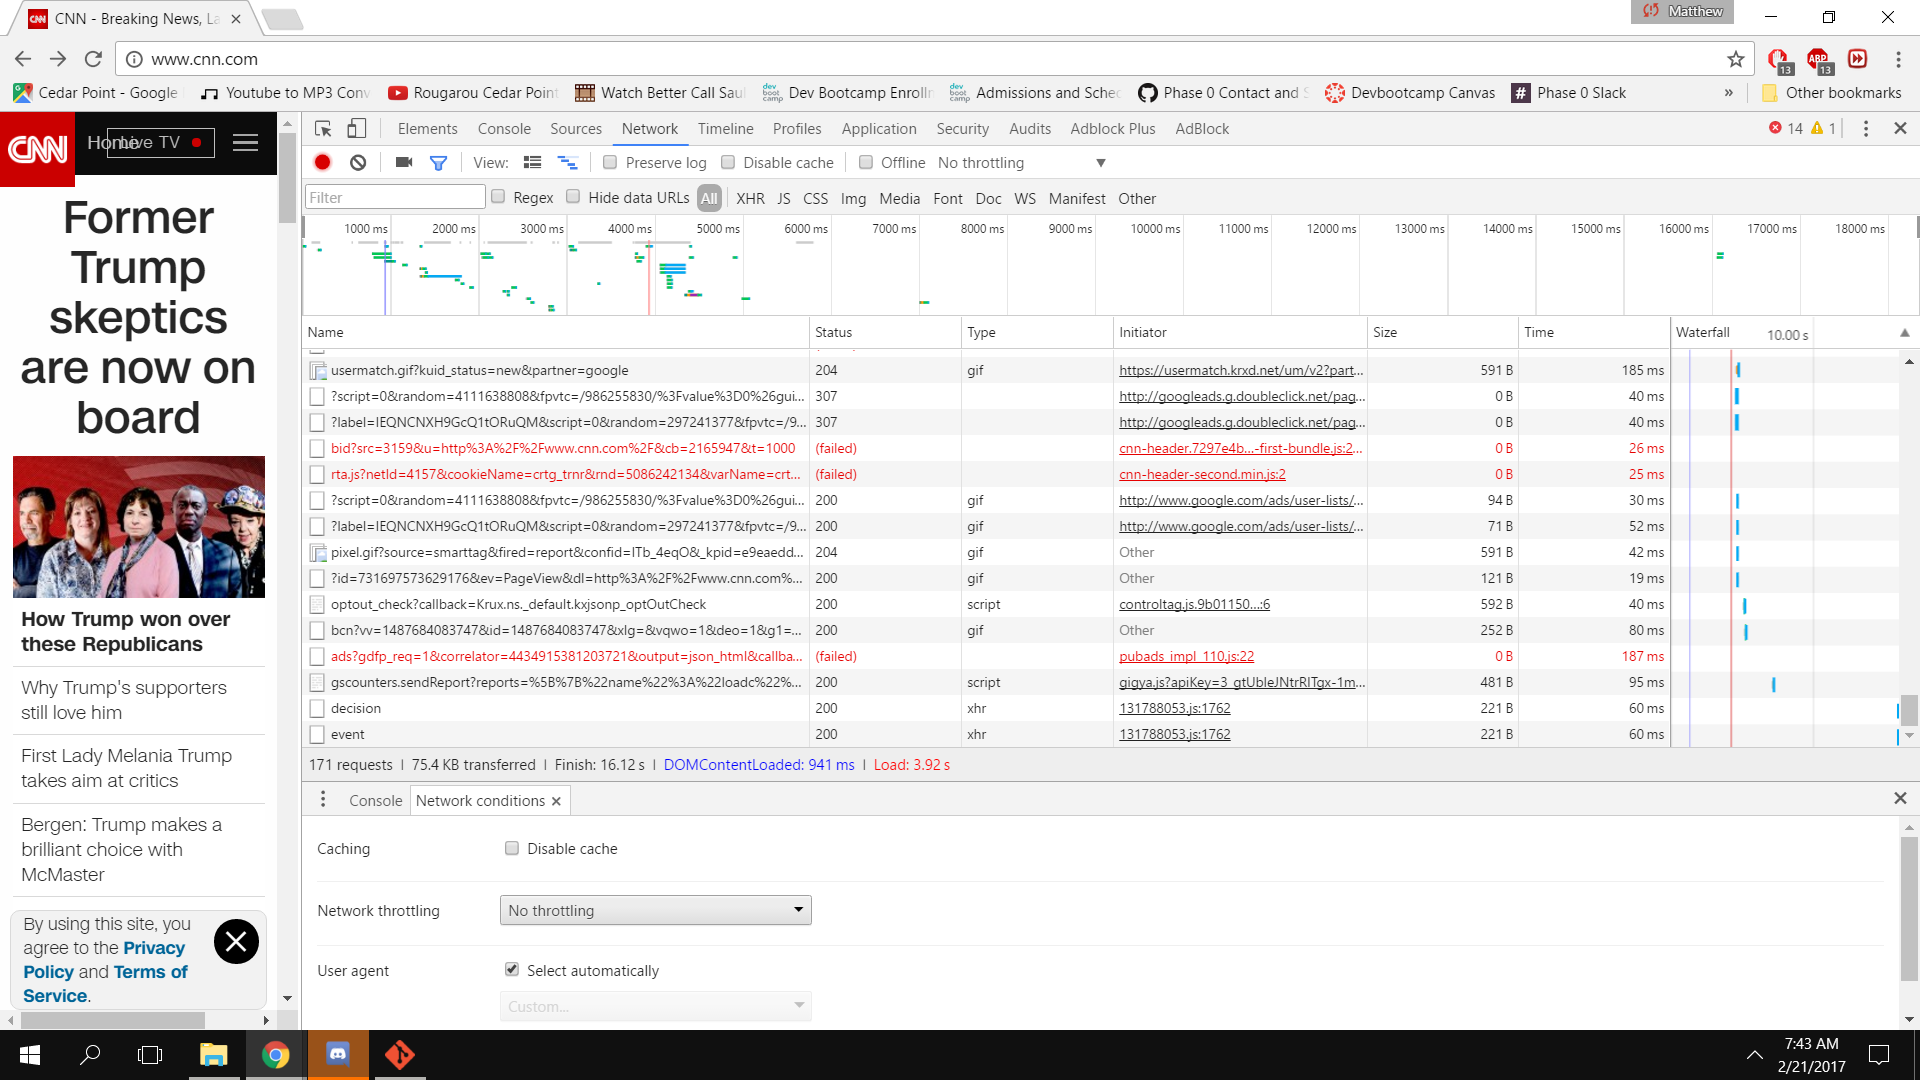 CNN - Breaking News, La
Matthew
www.cnn.com
13
ABP
13
Cedar Point - Google
Youtube to MP3 Conv
Rougarou Cedar Point
Watch Better Call Saul
dev boot camp
Dev Bootcamp Enrolln
dev boot camp
Admissions and Sched
Phase 0 Contact and S
Devbootcamp Canvas
#
Phase 0 Slack
»
Other bookmarks
CNN
Home
Live TV
Former
Trump
skeptics
are now on
board
How Trump won over
these Republicans
Why Trump's supporters
still love him
First Lady Melania Trump
takes aim at critics
Bergen: Trump makes a
brilliant choice with
McMaster
By using this site, you
agree to the Privacy
Policy and Terms of
Service.
Elements Console Sources Network Timeline Profiles Application Security Audits Adblock Plus AdBlock
14 1
View: Preserve log Disable cache Offline No throttling
Filter Regex Hide data URLs All XHR JS CSS Img Media Font Doc WS Manifest Other
1000 ms 2000 ms 3000 ms 4000 ms 5000 ms 6000 ms 7000 ms 8000 ms 9000 ms 10000 ms 11000 ms 12000 ms 13000 ms 14000 ms 15000 ms 16000 ms 17000 ms 18000 ms
Name Status Type Initiator Size Time Waterfall 10.00 s
usermatch.gif?kuid_status=new&partner=google 204 gif https://usermatch.krxd.net/um/v2?part... 591 B 185 ms
?script=0&random=4111638808&fpvtc=/986255830/%3Fvalue%3D0%26gui... 307 http://googleads.g.doubleclick.net/pag... 0 B 40 ms
?label=IEQNCNXH9GcQ1tORuQM&script=0&random=297241377&fpvtc=/9... 307 http://googleads.g.doubleclick.net/pag... 0 B 40 ms
bid?src=3159&u=http%3A%2F%2Fwww.cnn.com%2F&cb=2165947&t=1000 (failed) cnn-header.7297e4b...-first-bundle.js:2... 0 B 26 ms
rta.js?netId=4157&cookieName=crtg_trnr&rnd=5086242134&varName=crt... (failed) cnn-header-second.min.js:2 0 B 25 ms
?script=0&random=4111638808&fpvtc=/986255830/%3Fvalue%3D0%26gui... 200 gif http://www.google.com/ads/user-lists/... 94 B 30 ms
?label=IEQNCNXH9GcQ1tORuQM&script=0&random=297241377&fpvtc=/9... 200 gif http://www.google.com/ads/user-lists/... 71 B 52 ms
pixel.gif?source=smarttag&fired=report&confid=ITb_4eqO&_kpid=e9eaedd... 204 gif Other 591 B 42 ms
?id=731697573629176&ev=PageView&dl=http%3A%2F%2Fwww.cnn.com%... 200 gif Other 121 B 19 ms
optout_check?callback=Krux.ns._default.kxjsonp_optOutCheck 200 script controltag.js.9b01150...:6 592 B 40 ms
bcn?vv=1487684083747&id=1487684083747&xlg=&vqwo=1&deo=1&g1=... 200 gif Other 252 B 80 ms
ads?gdfp_req=1&correlator=4434915381203721&output=json_html&callba... (failed) pubads_impl_110.js:22 0 B 187 ms
gscounters.sendReport?reports=%5B%7B%22name%22%3A%22loadc%22%... 200 script gigya.js?apiKey=3_gtUbleJNtrRITgx-1m... 481 B 95 ms
decision 200 xhr 131788053.js:1762 221 B 60 ms
event 200 xhr 131788053.js:1762 221 B 60 ms
171 requests | 75.4 KB transferred | Finish: 16.12 s | DOMContentLoaded: 941 ms | Load: 3.92 s
Console Network conditions
Caching Disable cache
Network throttling No throttling
User agent Select automatically
Custom...
7:43 AM
2/21/2017